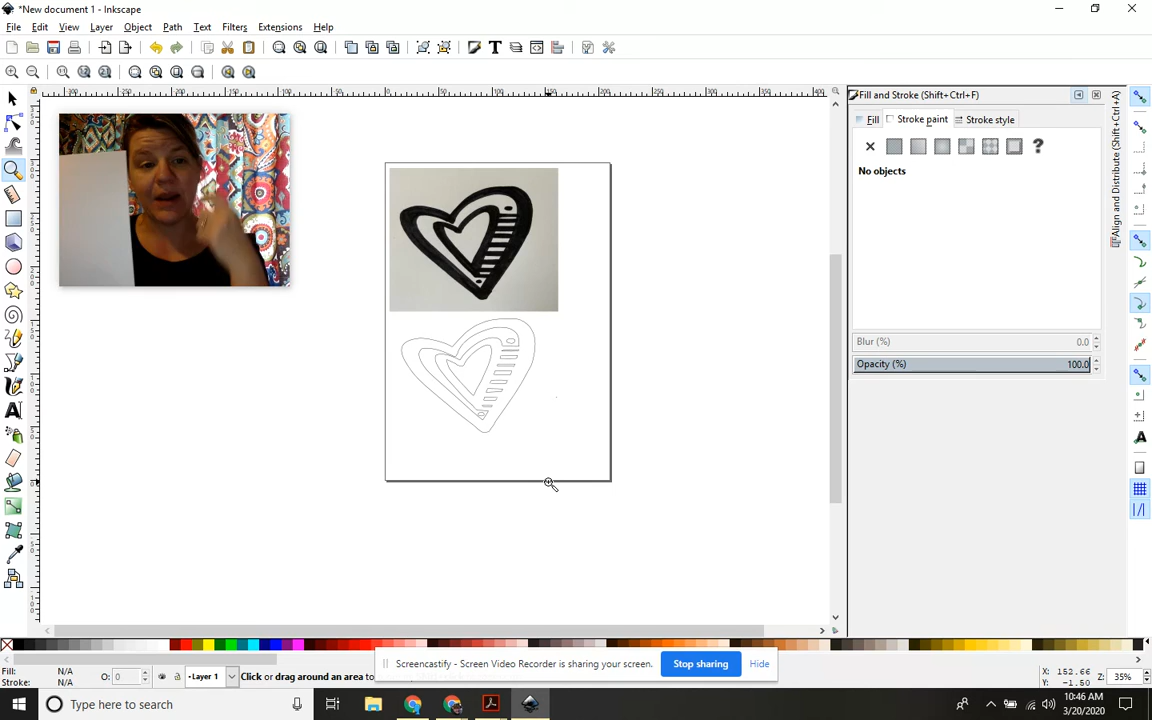 *New document 1 - Inkscape
File Edit View Layer Object Path Text Filters Extensions Help
Fill and Stroke (Shift+Ctrl+F)
Fill Stroke paint Stroke style
No objects
Blur (%) 0.0
Opacity (%) 100.0
Align and Distribute (Shift+Ctrl+A)
Fill: N/A
Stroke: N/A
O: 0
Layer 1
Click or drag around an area to
X: 152.66
Y: -1.50
Z: 35%
Screencastify - Screen Video Recorder is sharing your screen.
Stop sharing
Hide
Type here to search
10:46 AM
3/20/2020